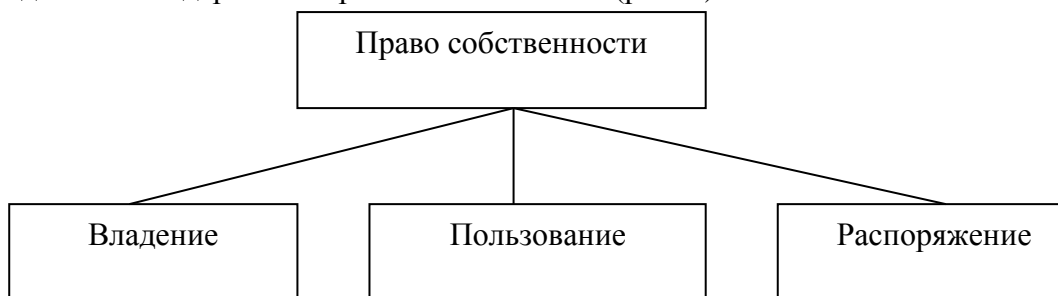 Право собственности
Владение
Пользование
Распоряжение